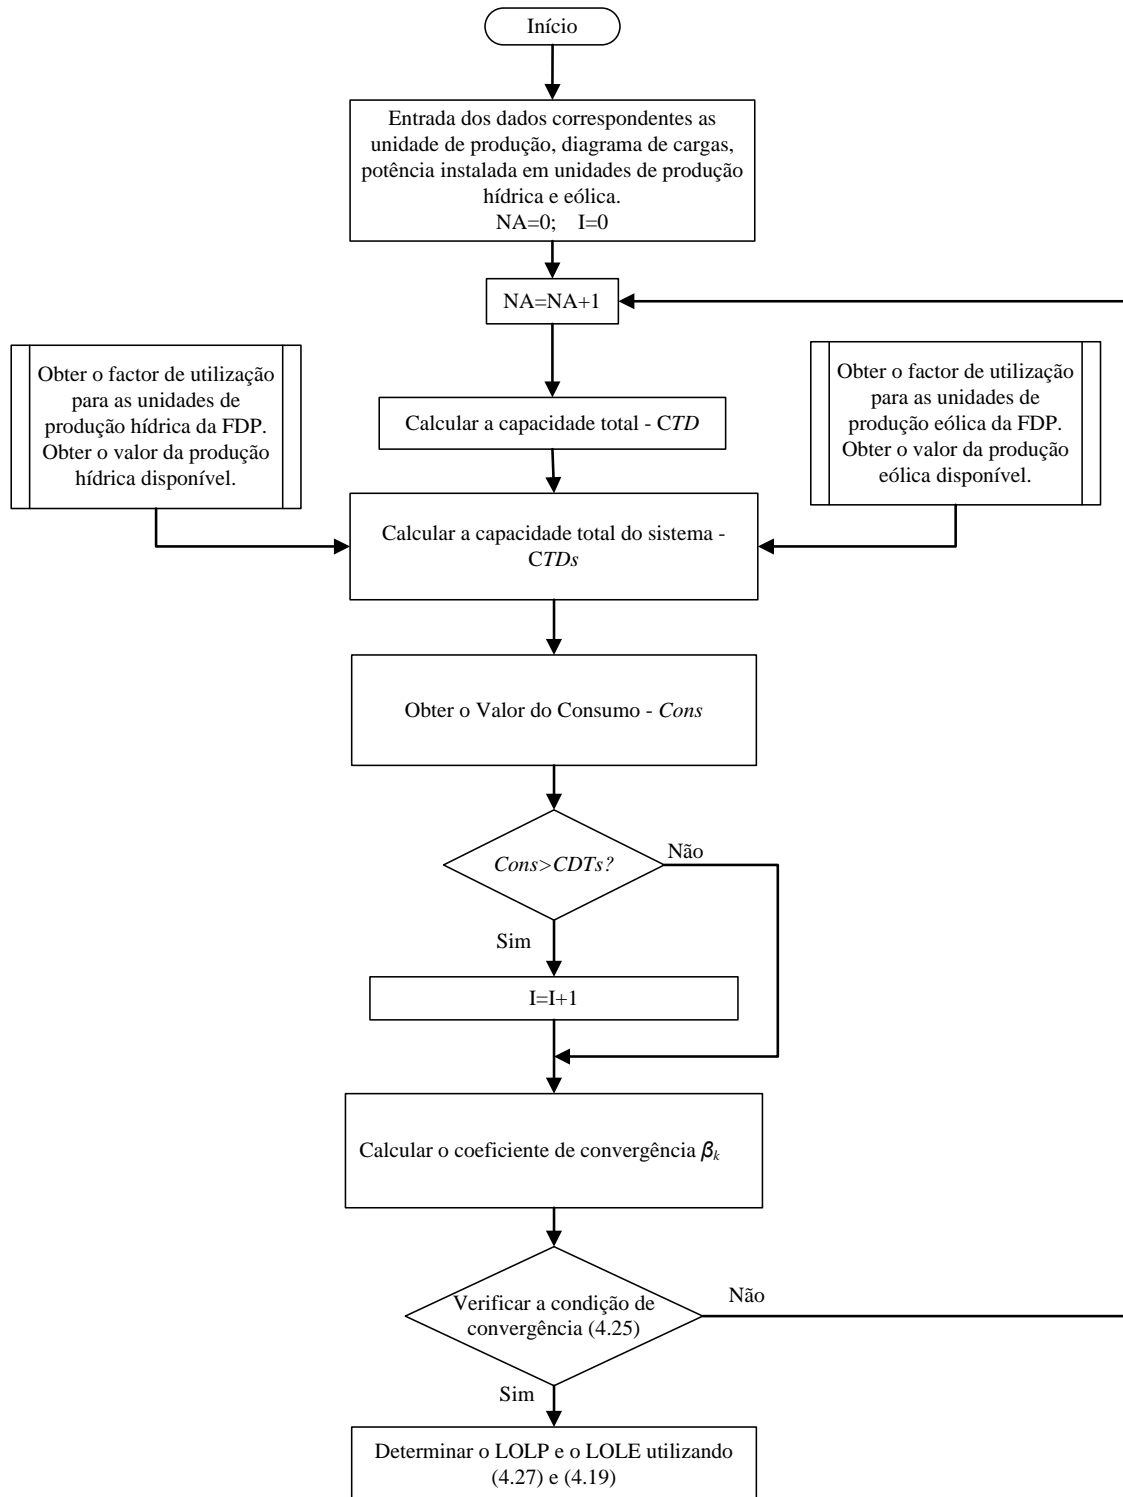 Início
Entrada dos dados correspondentes as
unidade de produção, diagrama de cargas,
potência instalada em unidades de produção
hídrica e eólica.
NA=0; I=0
NA=NA+1
Obter o factor de utilização
para as unidades de
produção hídrica da FDP.
Obter o valor da produção
hídrica disponível.
Calcular a capacidade total - CTD
Obter o factor de utilização
para as unidades de
produção eólica da FDP.
Obter o valor da produção
eólica disponível.
Calcular a capacidade total do sistema -
CTDs
Obter o Valor do Consumo - Cons
Cons>CDTs?
Não
Sim
I=I+1
Calcular o coeficiente de convergência βk
Verificar a condição de
convergência (4.25)
Não
Sim
Determinar o LOLP e o LOLE utilizando
(4.27) e (4.19)